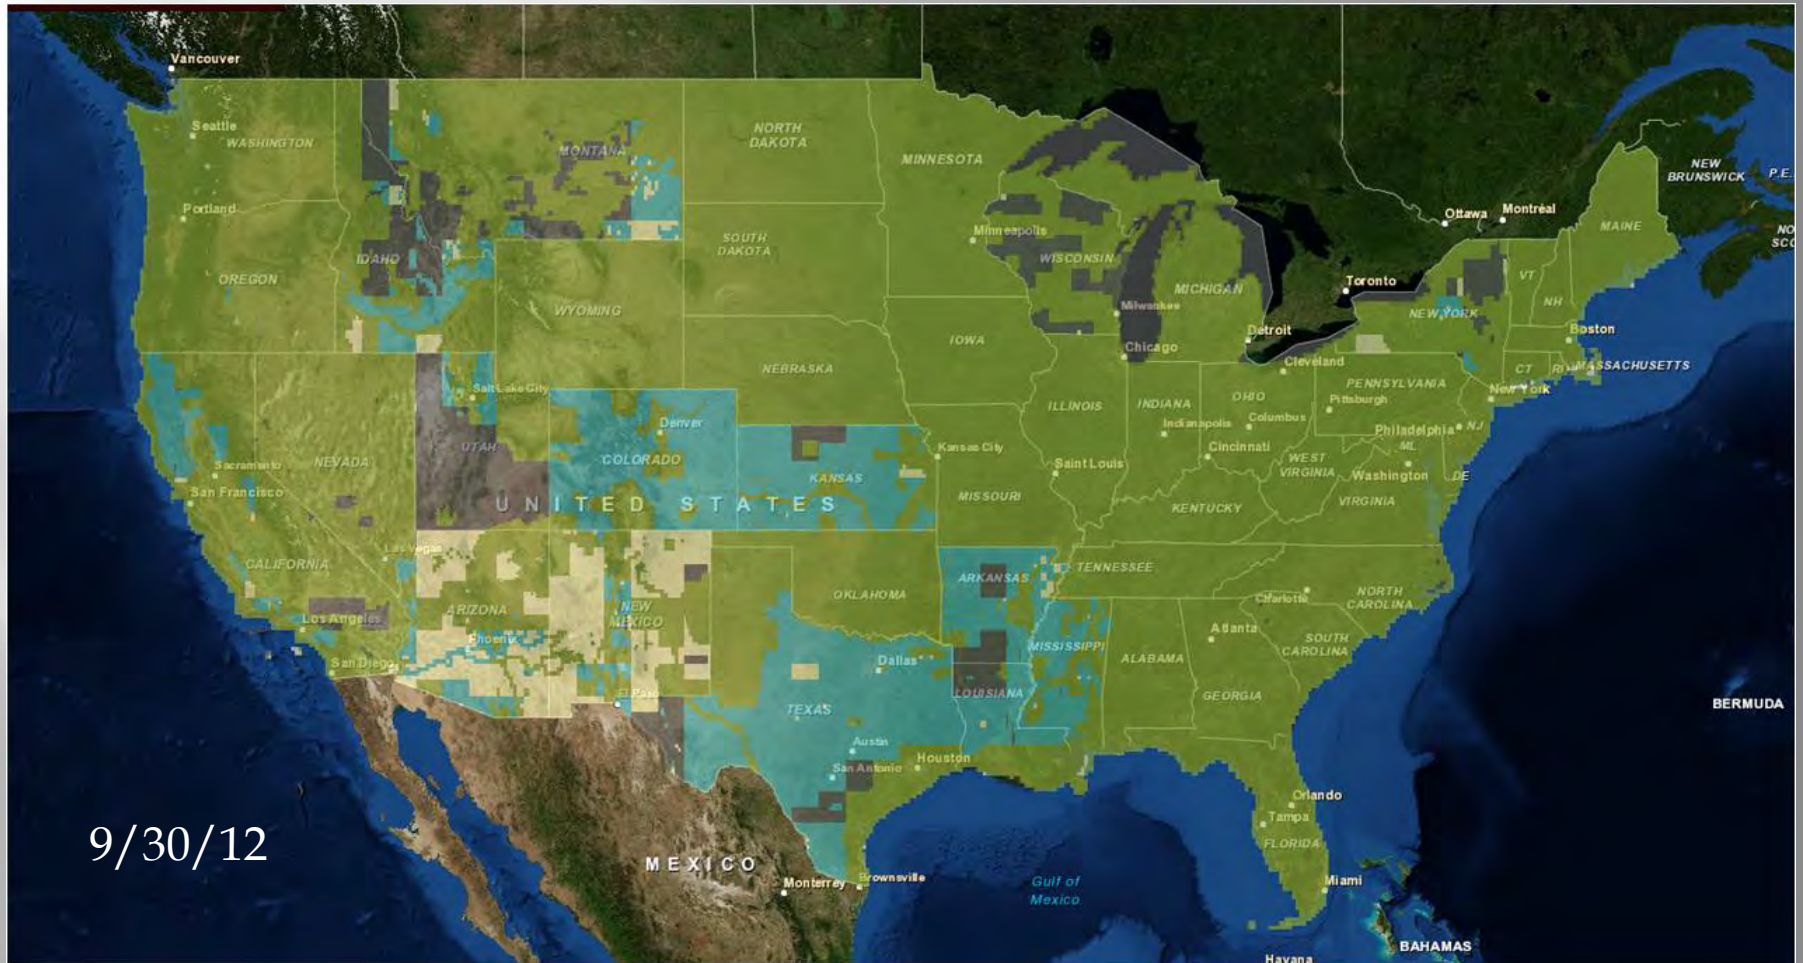 Vancouver
Seattle
WASHINGTON
MONTANA
NORTH
DAKOTA
MINNESOTA
NEW
BRUNSWICK
P.E.
Portland
Ottawa
Montréal
MAINE
SOUTH
DAKOTA
Minneapolis
NO
SCO
OREGON
IDAHO
WISCONSIN
MICHIGAN
Toronto
VT
NH
WYOMING
Milwaukee
NEW YORK
Detroit
Boston
IOWA
Chicago
Cleveland
NEBRASKA
CT
RI
MASSACHUSETTS
Salt Lake City
PENNSYLVANIA
New York
ILLINOIS
INDIANA
OHIO
Pittsburgh
Denver
Indianapolis
Columbus
Philadelphia
NJ
UTAH
COLORADO
Kansas City
Cincinnati
ML
NEVADA
Sacramento
KANSAS
Saint Louis
WEST
VIRGINIA
Washington
DE
San Francisco
UNITED STATES
MISSOURI
KENTUCKY
VIRGINIA
Las Vegas
CALIFORNIA
ARKANSAS
TENNESSEE
OKLAHOMA
ARIZONA
NEW
MEXICO
Charlotte
NORTH
CAROLINA
Los Angeles
Phoenix
Atlanta
SOUTH
CAROLINA
San Diego
Dallas
MISSISSIPPI
ALABAMA
El Paso
LOUISIANA
GEORGIA
TEXAS
BERMUDA
Austin
San Antonio
Houston
Orlando
Tampa
9/30/12
FLORIDA
MEXICO
Monterrey
Brownsville
Gulf of
Mexico
Miami
BAHAMAS
Havana